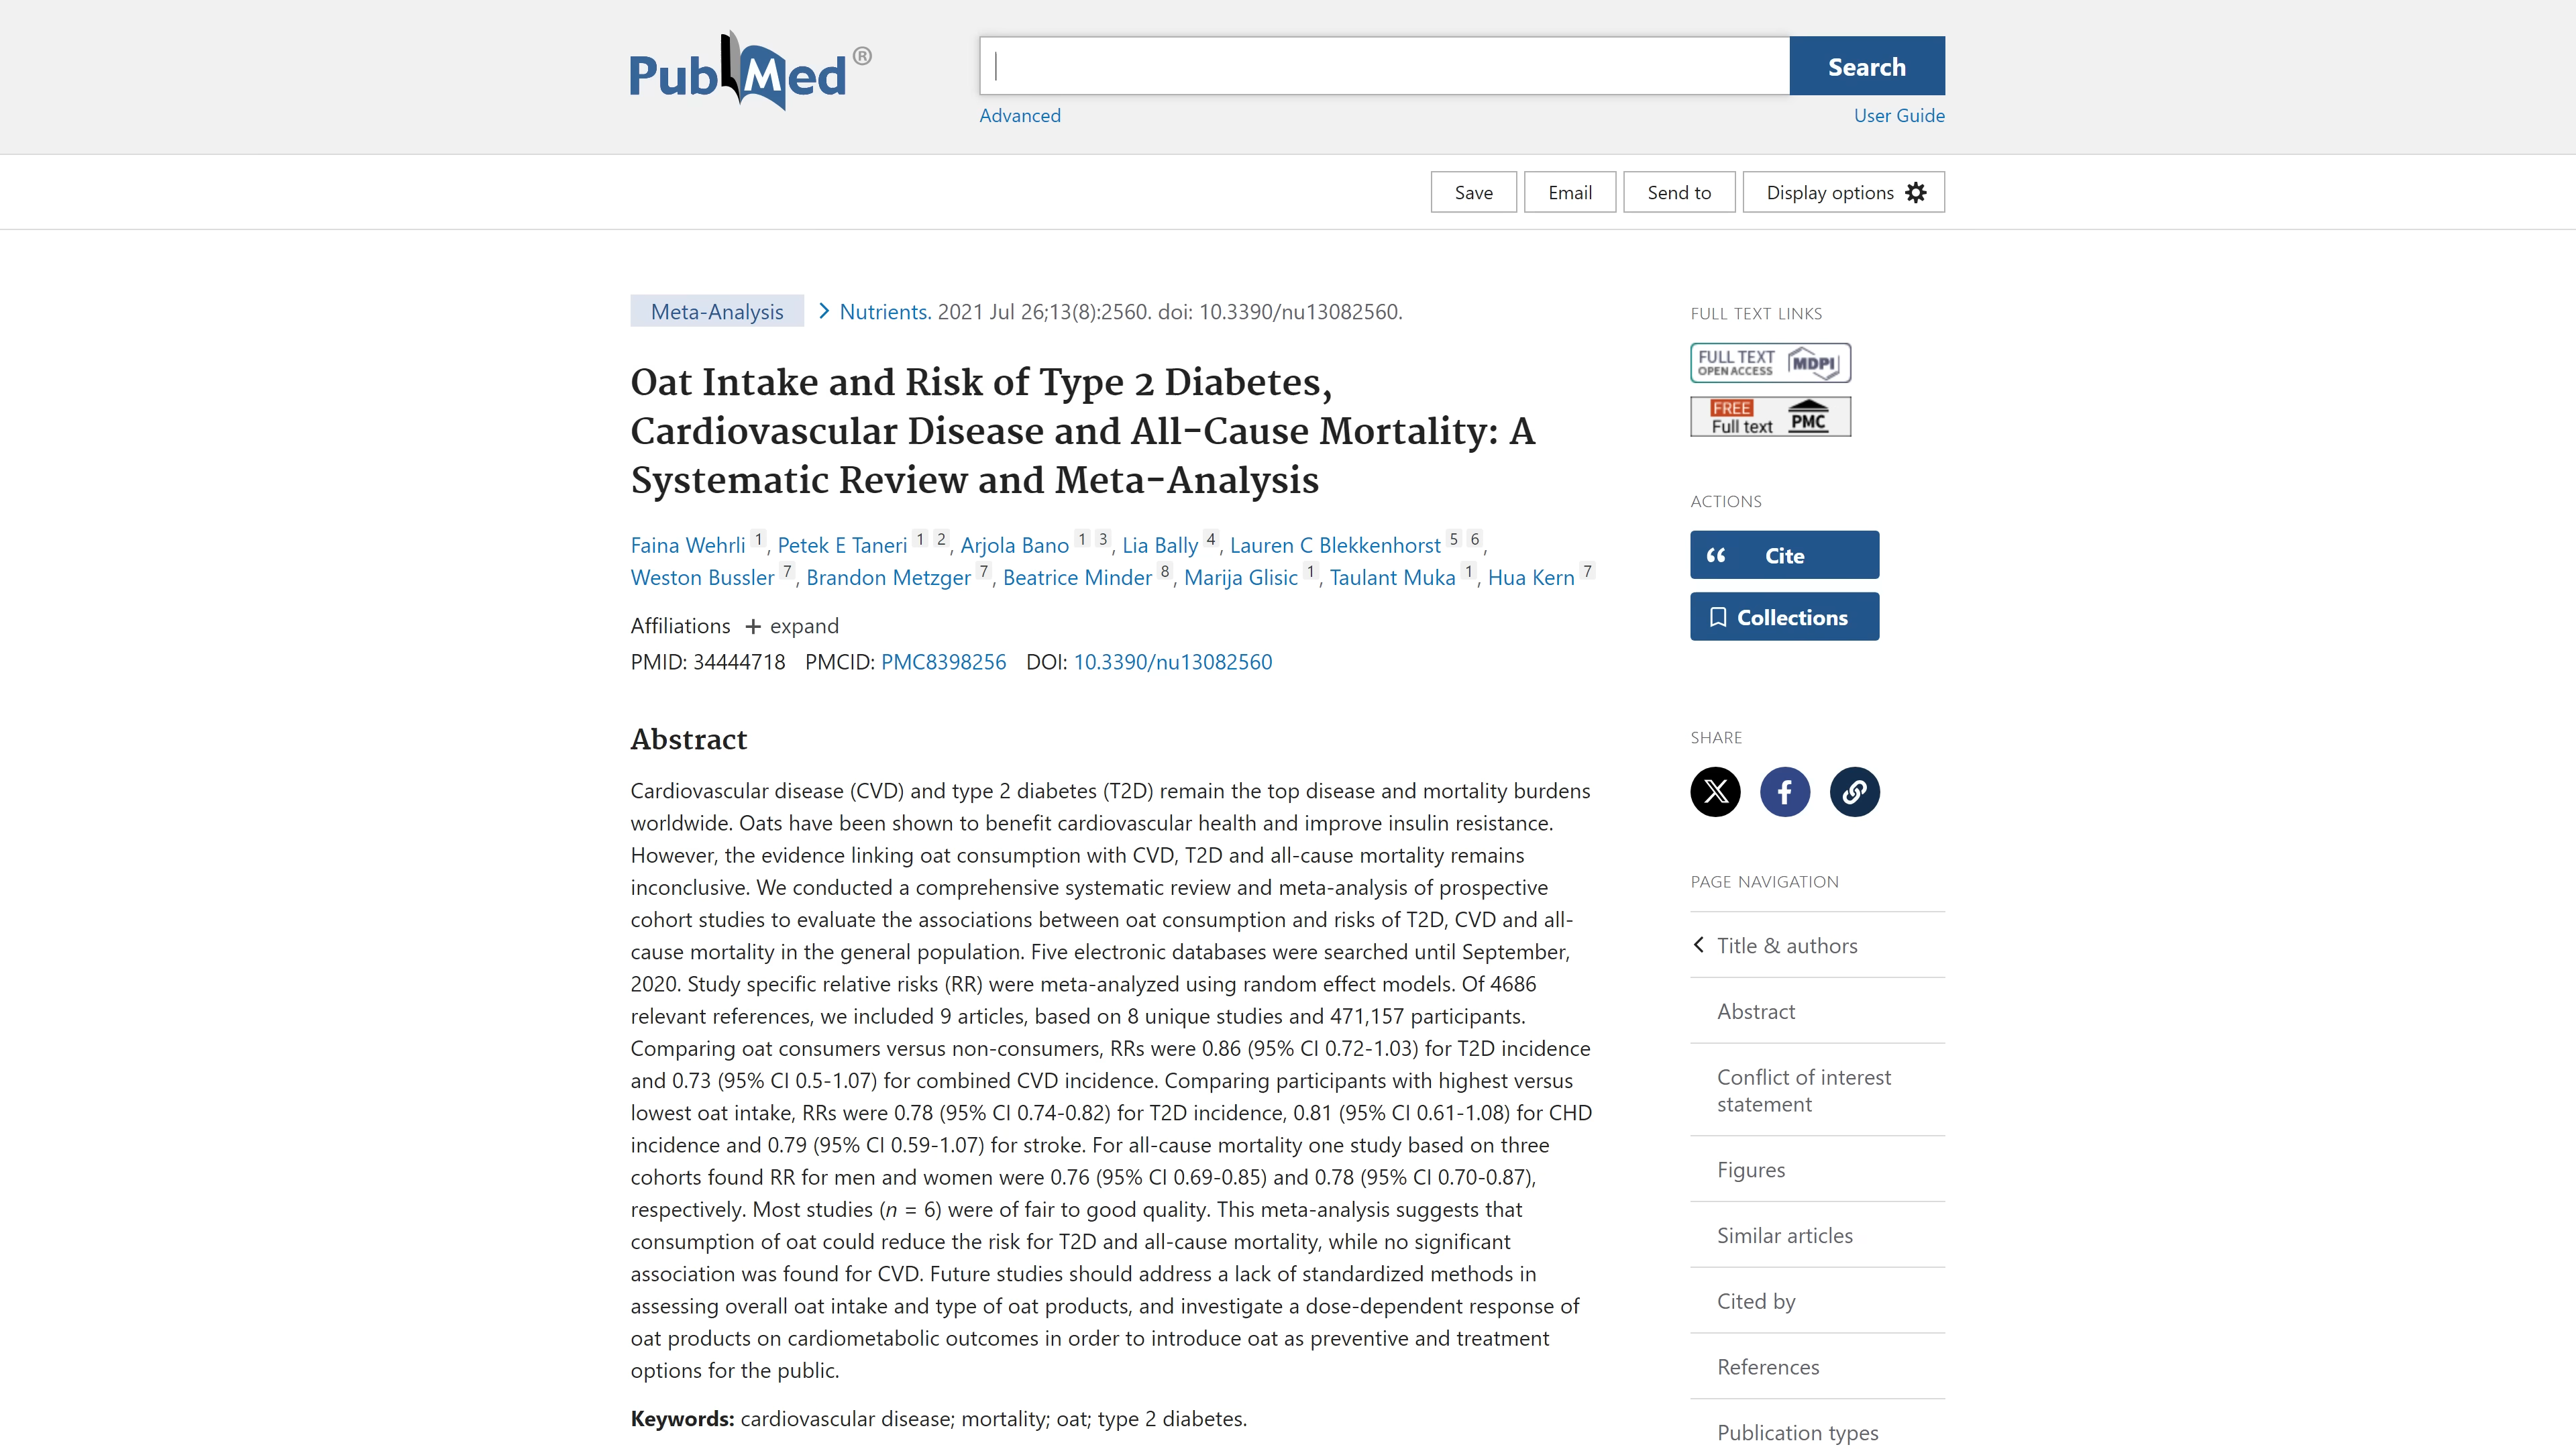 PubMed®
Search
Advanced
User Guide
Save
Email
Send to
Display options
Meta-Analysis
Nutrients. 2021 Jul 26;13(8):2560. doi: 10.3390/nu13082560.
Oat Intake and Risk of Type 2 Diabetes,
Cardiovascular Disease and All-Cause Mortality: A
Systematic Review and Meta-Analysis
Faina Wehrli 1, Petek E Taneri 1 2, Arjola Bano 1 3, Lia Bally 4, Lauren C Blekkenhorst 5 6,
Weston Bussler 7, Brandon Metzger 7, Beatrice Minder 8, Marija Glisic 1, Taulant Muka 1, Hua Kern 7
Affiliations + expand
PMID: 34444718 PMCID: PMC8398256 DOI: 10.3390/nu13082560
Abstract
Cardiovascular disease (CVD) and type 2 diabetes (T2D) remain the top disease and mortality burdens
worldwide. Oats have been shown to benefit cardiovascular health and improve insulin resistance.
However, the evidence linking oat consumption with CVD, T2D and all-cause mortality remains
inconclusive. We conducted a comprehensive systematic review and meta-analysis of prospective
cohort studies to evaluate the associations between oat consumption and risks of T2D, CVD and all-
cause mortality in the general population. Five electronic databases were searched until September,
2020. Study specific relative risks (RR) were meta-analyzed using random effect models. Of 4686
relevant references, we included 9 articles, based on 8 unique studies and 471,157 participants.
Comparing oat consumers versus non-consumers, RRs were 0.86 (95% CI 0.72-1.03) for T2D incidence
and 0.73 (95% CI 0.5-1.07) for combined CVD incidence. Comparing participants with highest versus
lowest oat intake, RRs were 0.78 (95% CI 0.74-0.82) for T2D incidence, 0.81 (95% CI 0.61-1.08) for CHD
incidence and 0.79 (95% CI 0.59-1.07) for stroke. For all-cause mortality one study based on three
cohorts found RR for men and women were 0.76 (95% CI 0.69-0.85) and 0.78 (95% CI 0.70-0.87),
respectively. Most studies (n = 6) were of fair to good quality. This meta-analysis suggests that
consumption of oat could reduce the risk for T2D and all-cause mortality, while no significant
association was found for CVD. Future studies should address a lack of standardized methods in
assessing overall oat intake and type of oat products, and investigate a dose-dependent response of
oat products on cardiometabolic outcomes in order to introduce oat as preventive and treatment
options for the public.
Keywords: cardiovascular disease; mortality; oat; type 2 diabetes.
FULL TEXT LINKS
FULL TEXT
OPEN ACCESS
MDPI
FREE
Full text
PMC
ACTIONS
Cite
Collections
SHARE
PAGE NAVIGATION
Title & authors
Abstract
Conflict of interest
statement
Figures
Similar articles
Cited by
References
Publication types